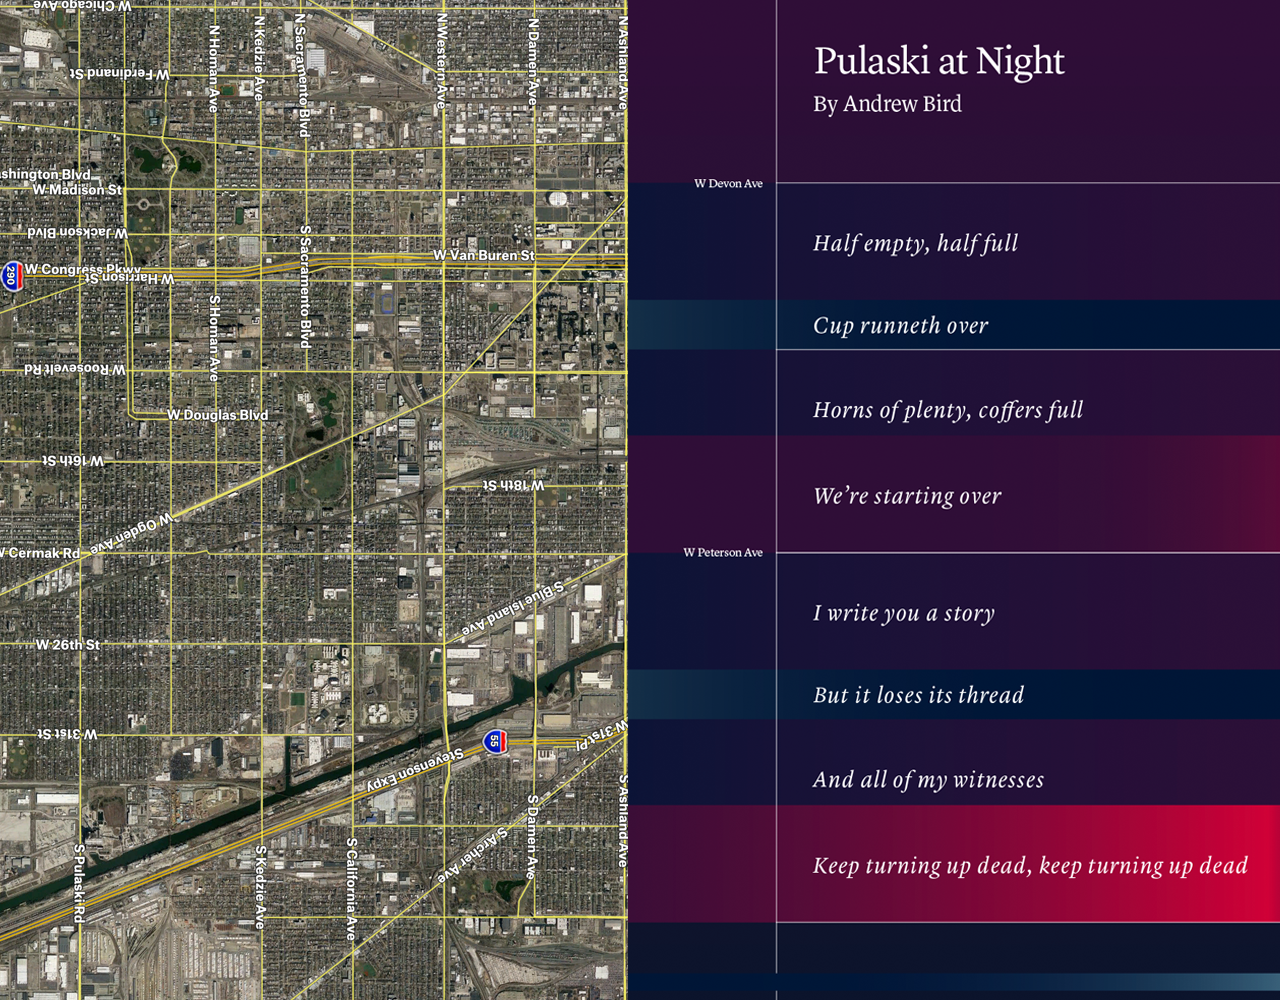 W Chicago Ave
N Homan Ave
N Kedzie Ave
N Sacramento Blvd
N Western Ave
N Damen Ave
N Ashland Ave
W Ferdinand St
shington Blvd
W Madison St
W Jackson Blvd
S Sacramento Blvd
W Van Buren St
290
W Congress Pkwy
W Harrison St
S Homan Ave
W Roosevelt Rd
W Douglas Blvd
W 16th St
W 18th St
W Ogden Ave
W Cermak Rd
S Blue Island Ave
W 26th St
W 31st St
W 31st Pl
55
Stevenson Expy
S Ashland Ave
S Damen Ave
S Archer Ave
S Pulaski Rd
S Kedzie Ave
S California Ave
Pulaski at Night
By Andrew Bird
W Devon Ave
Half empty, half full
Cup runneth over
Horns of plenty, coffers full
We’re starting over
W Peterson Ave
I write you a story
But it loses its thread
And all of my witnesses
Keep turning up dead, keep turning up dead